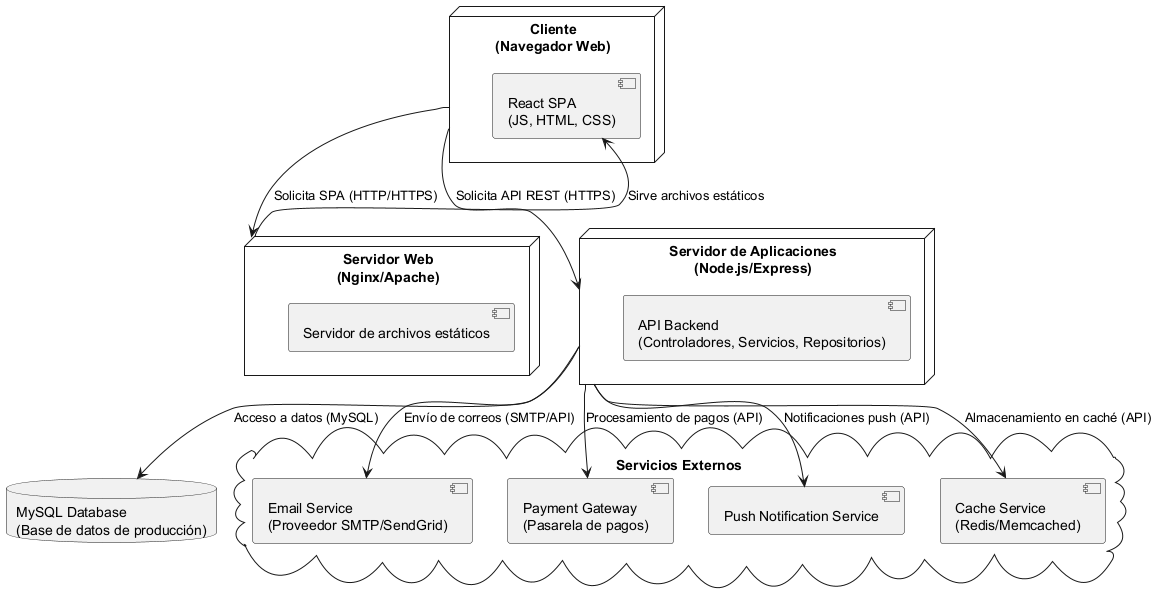 Cliente
(Navegador Web)
React SPA
(JS, HTML, CSS)
Solicita SPA (HTTP/HTTPS)
Solicita API REST (HTTPS)
Sirve archivos estáticos
Servidor Web
(Nginx/Apache)
Servidor de archivos estáticos
Servidor de Aplicaciones
(Node.js/Express)
API Backend
(Controladores, Servicios, Repositorios)
Acceso a datos (MySQL)
Envío de correos (SMTP/API)
Procesamiento de pagos (API)
Notificaciones push (API)
Almacenamiento en caché (API)
Servicios Externos
MySQL Database
(Base de datos de producción)
Email Service
(Proveedor SMTP/SendGrid)
Payment Gateway
(Pasarela de pagos)
Push Notification Service
Cache Service
(Redis/Memcached)